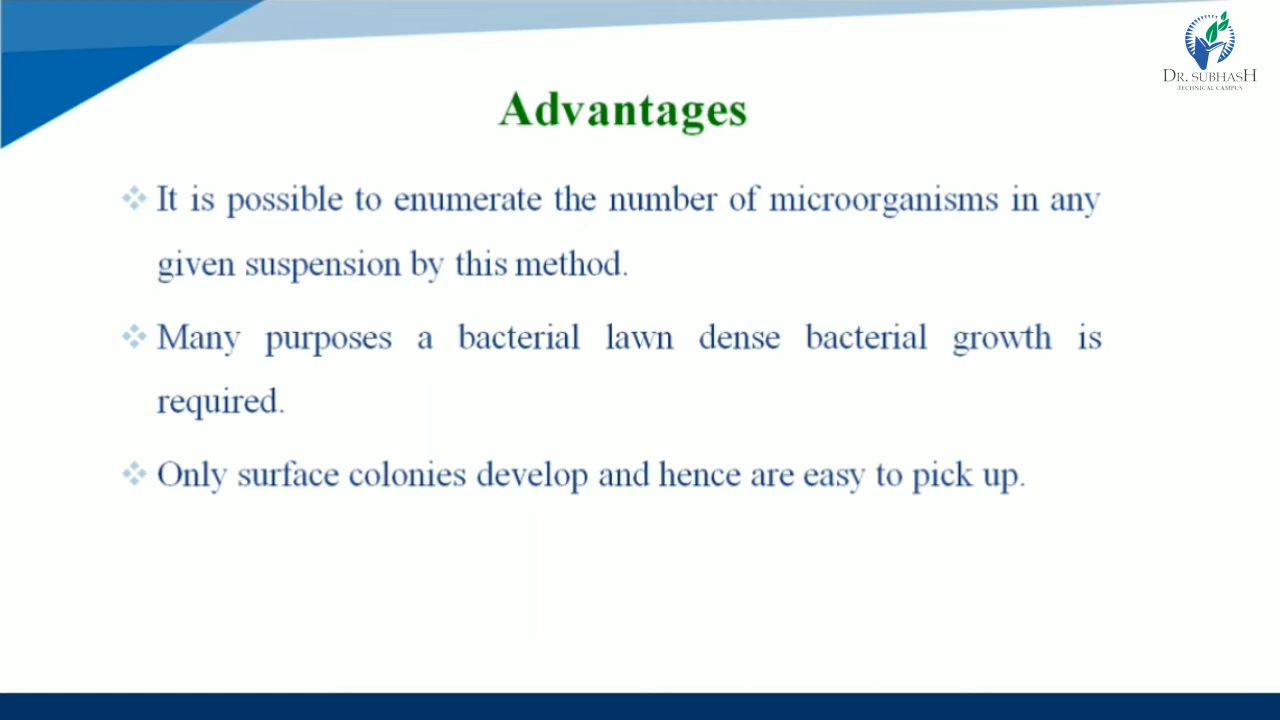 DR. SUBHASH
TECHNICAL CAMPUS
Advantages
It is possible to enumerate the number of microorganisms in any
given suspension by this method.
Many purposes a bacterial lawn dense bacterial growth is
required.
Only surface colonies develop and hence are easy to pick up.